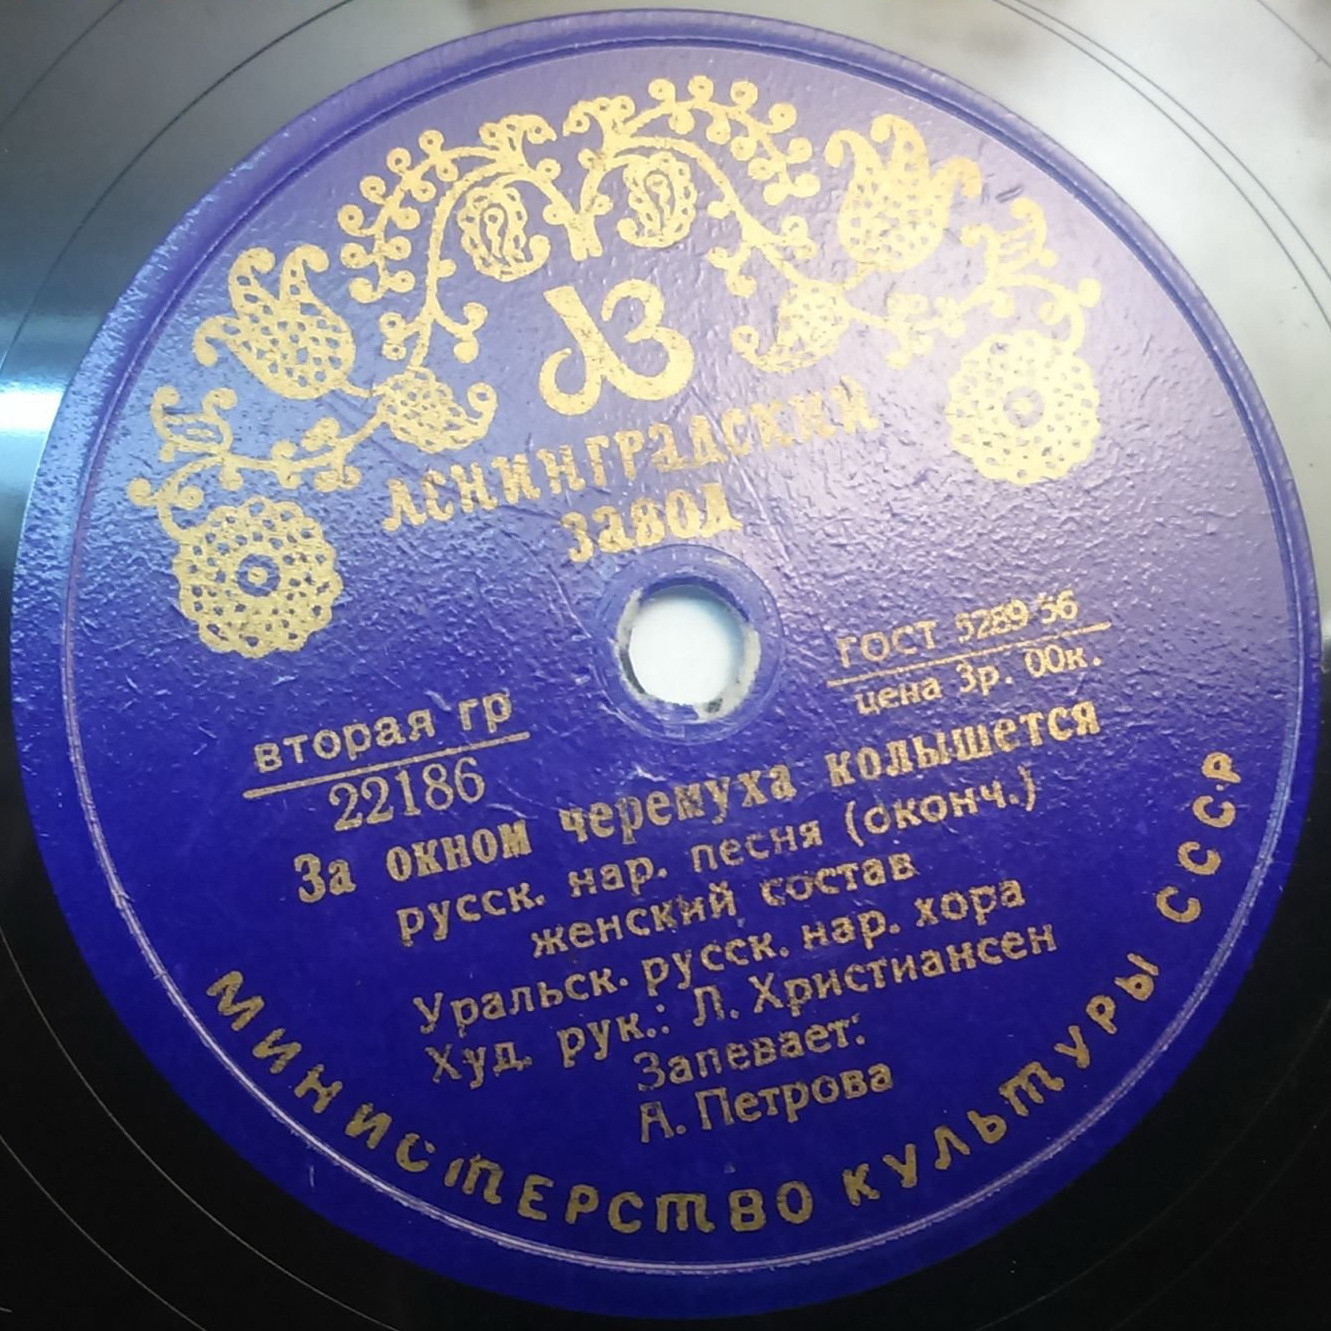 ЛЗ
ЛЕНИНГРАДСКИЙ
ЗАВОД
ГОСТ 5289-56
цена 3р. 00к.
вторая гр
22186
За окном черемуха колышется
русск. нар. песня (оконч.)
женский состав
Уральск. русск. нар. хора
Худ. рук.: Л. Христиансен
Запевает:
А. Петрова
МИНИСТЕРСТВО КУЛЬТУРЫ СССР